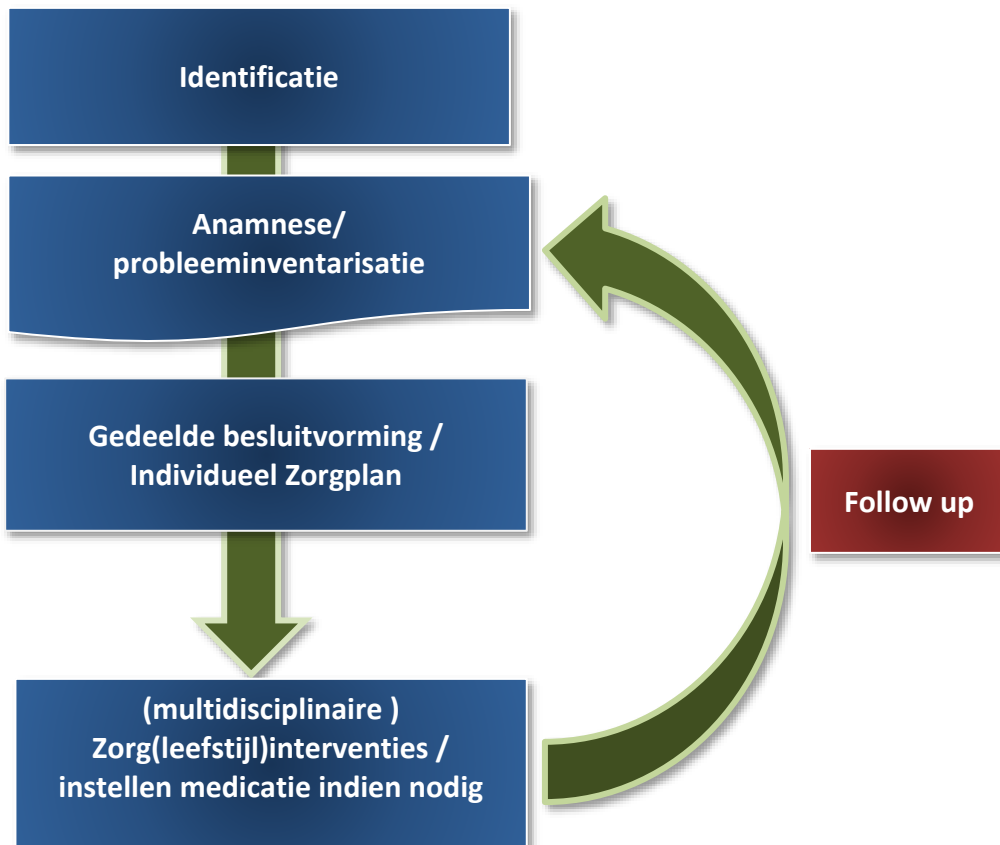 Identificatie
Anamnese/
probleeminventarisatie
Gedeelde besluitvorming /
Individueel Zorgplan
Follow up
(multidisciplinaire )
Zorg(leefstijl)interventies /
instellen medicatie indien nodig